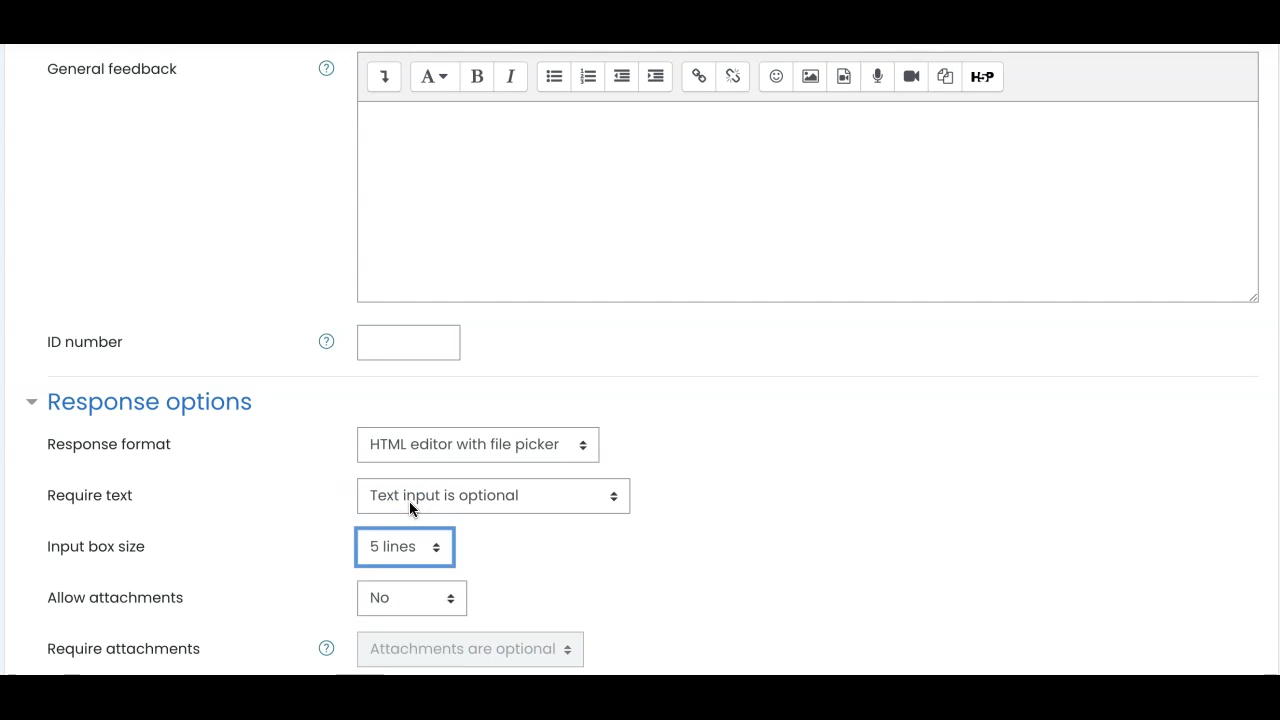 General feedback
A B I H5P
ID number
Response options
Response format HTML editor with file picker
Require text Text input is optional
Input box size 5 lines
Allow attachments No
Require attachments Attachments are optional